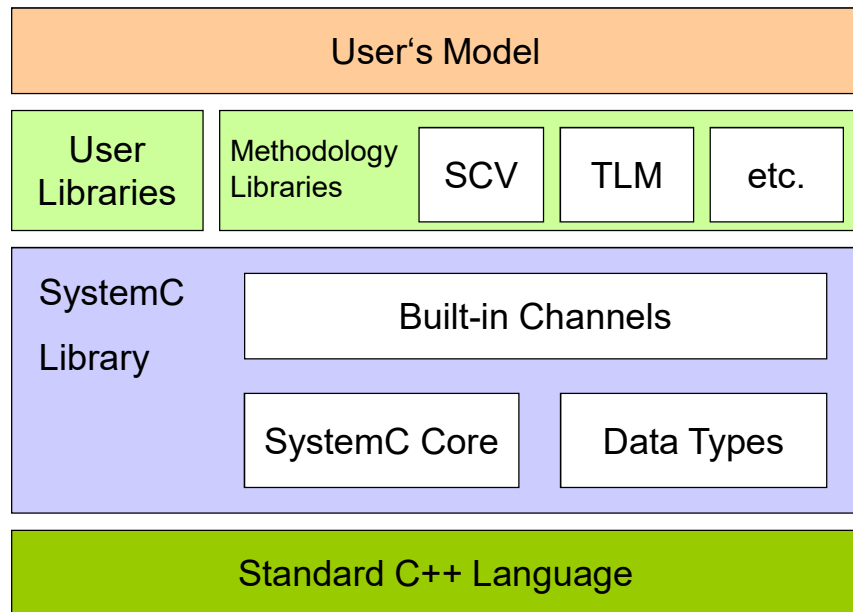 User‘s Model
User
Libraries
Methodology
Libraries
SCV
TLM
etc.
SystemC
Library
Built-in Channels
SystemC Core
Data Types
Standard C++ Language